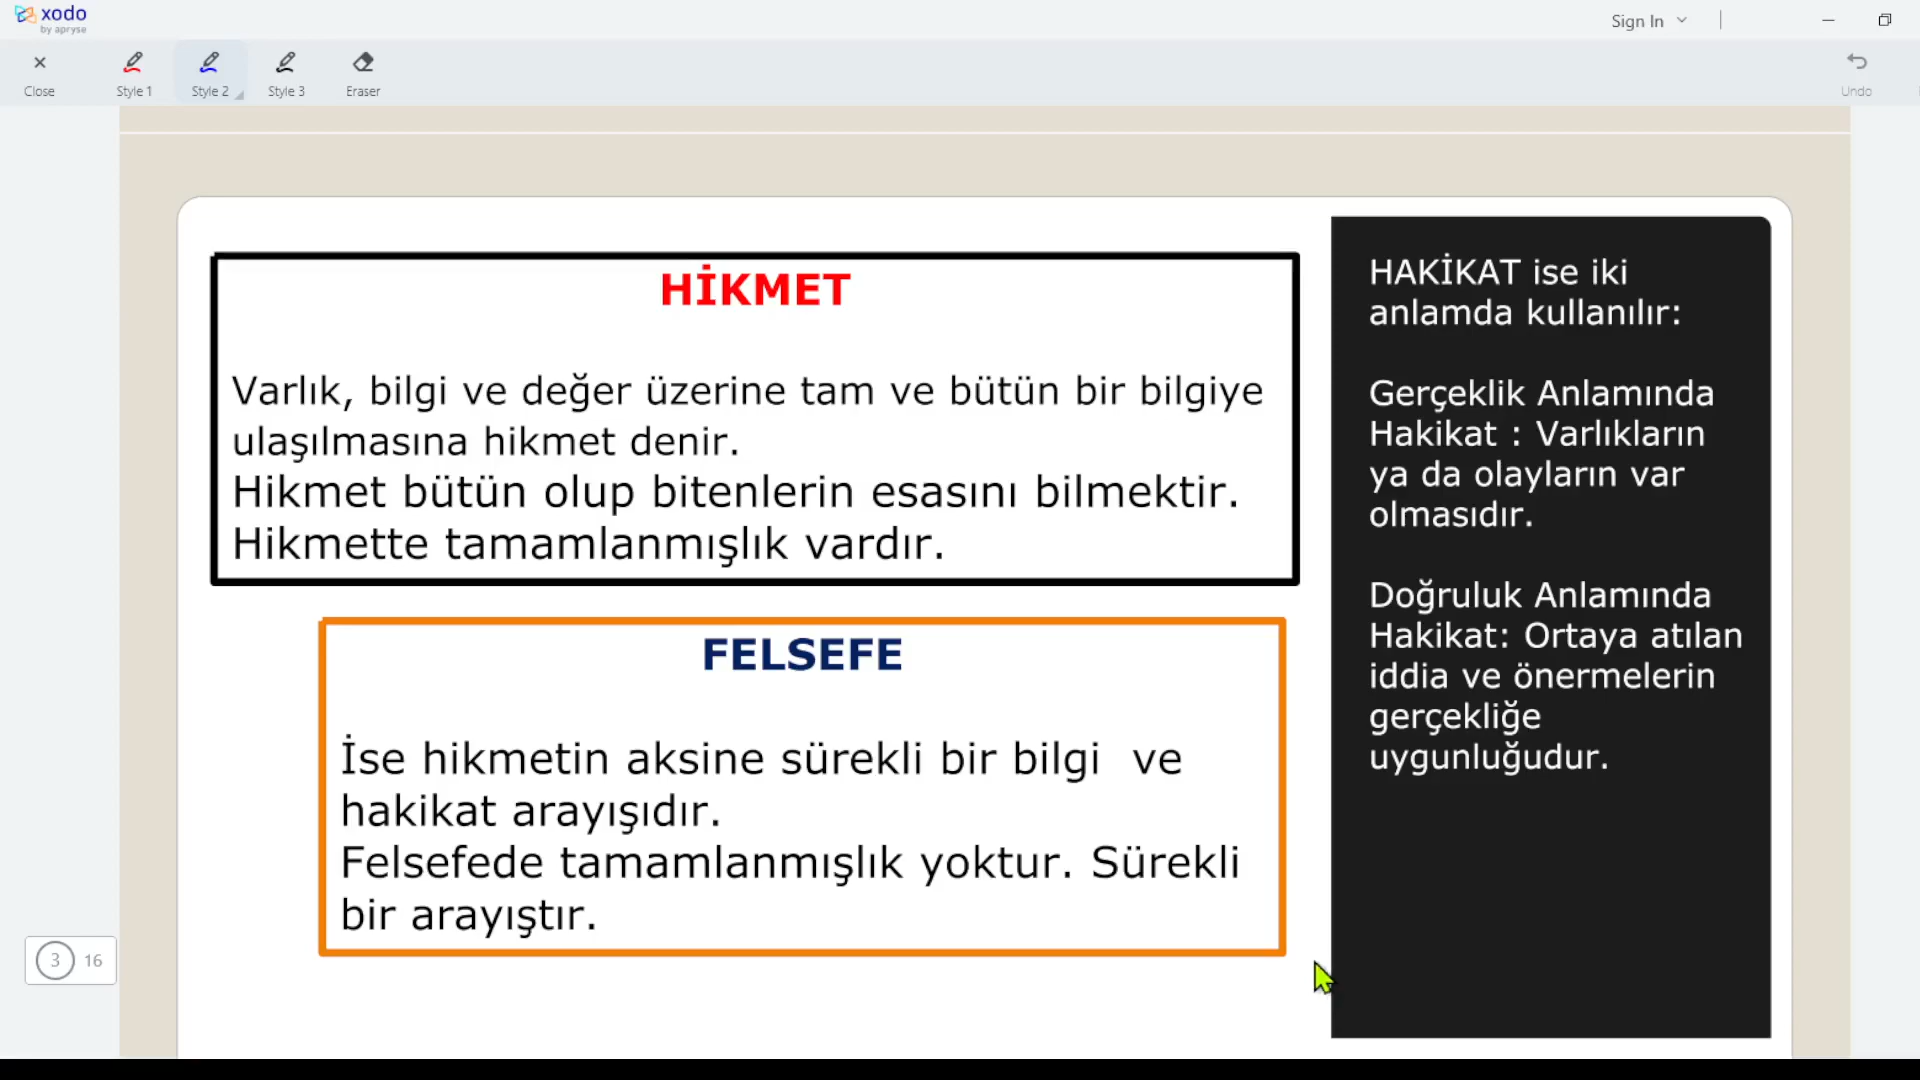 xodo
by apryse
Sign In
Close
Style 1
Style 2
Style 3
Eraser
Undo
HİKMET
Varlık, bilgi ve değer üzerine tam ve bütün bir bilgiye
ulaşılmasına hikmet denir.
Hikmet bütün olup bitenlerin esasını bilmektir.
Hikmette tamamlanmışlık vardır.
FELSEFE
İse hikmetin aksine sürekli bir bilgi  ve
hakikat arayışıdır.
Felsefede tamamlanmışlık yoktur. Sürekli
bir arayıştır.
HAKİKAT ise iki
anlamda kullanılır:
Gerçeklik Anlamında
Hakikat : Varlıkların
ya da olayların var
olmasıdır.
Doğruluk Anlamında
Hakikat: Ortaya atılan
iddia ve önermelerin
gerçekliğe
uygunluğudur.
3 16